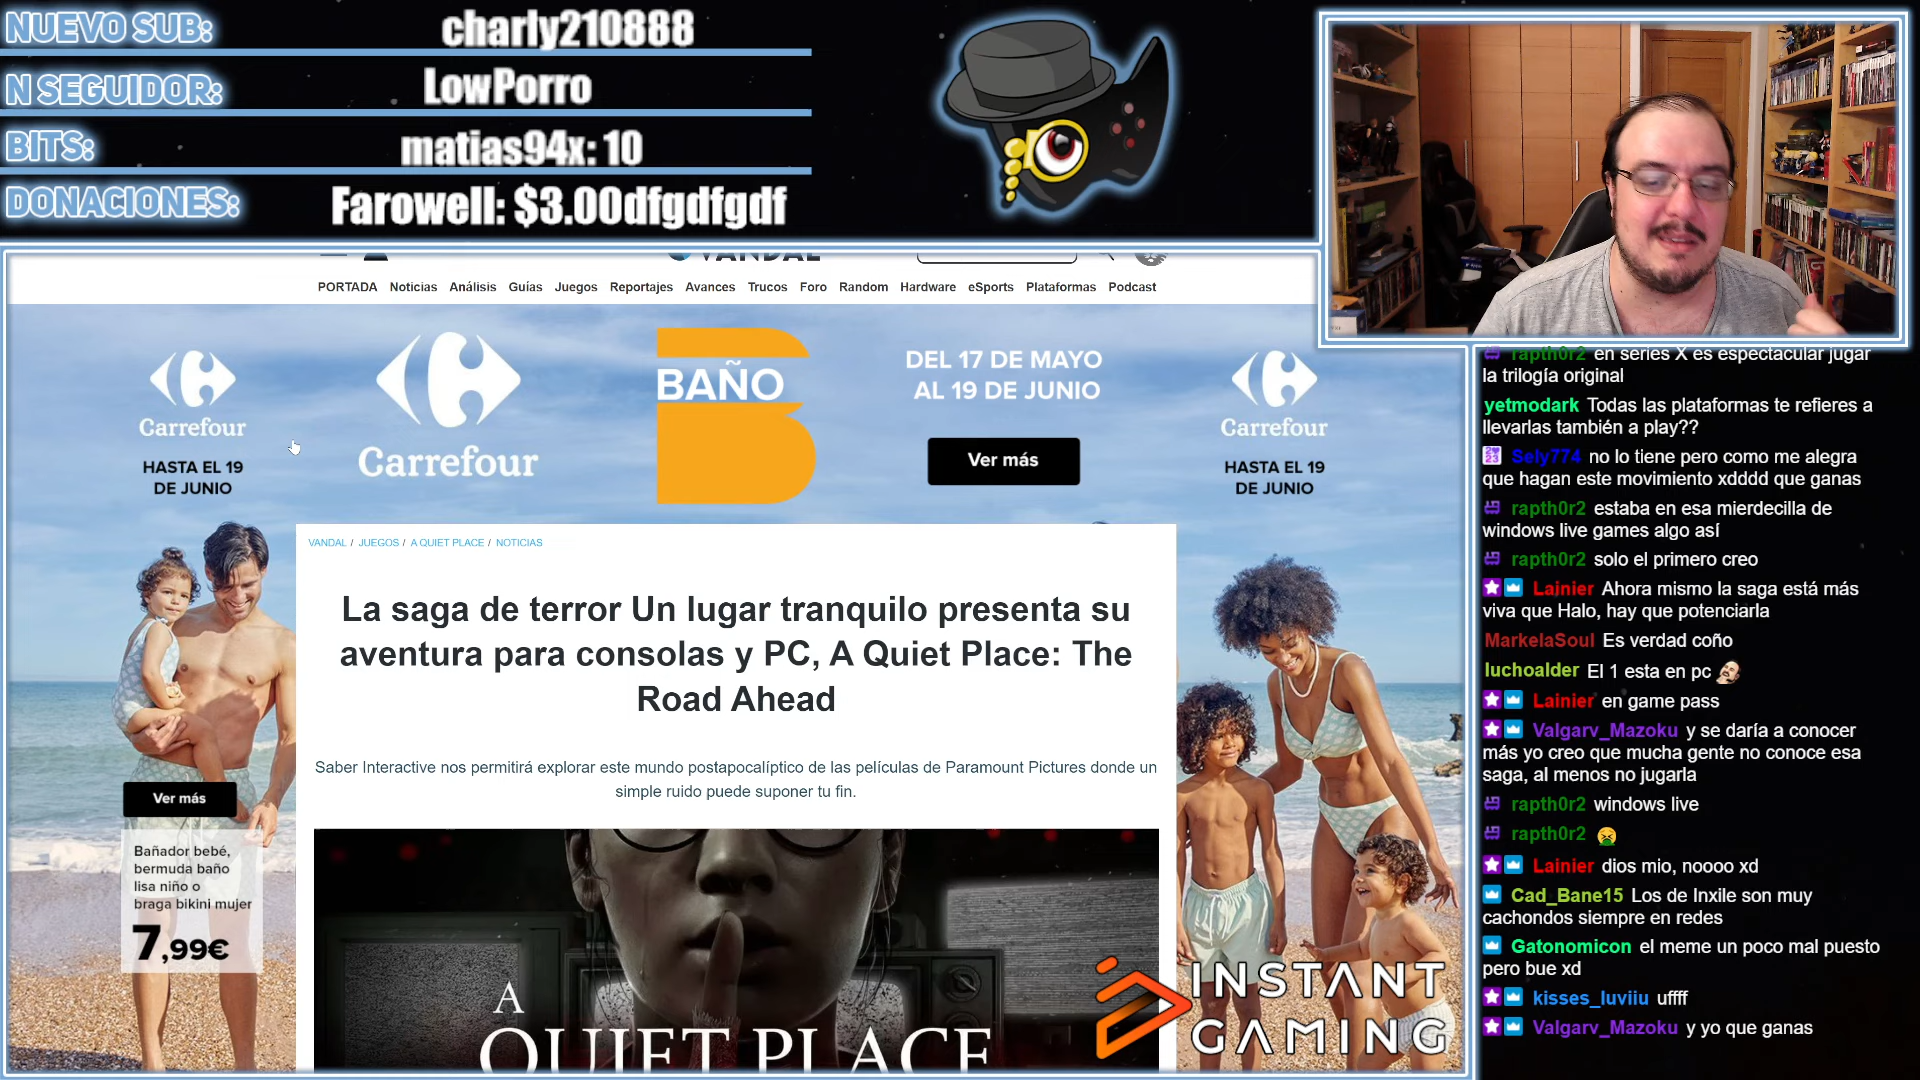 NUEVO SUB:
charly210888
N SEGUIDOR:
LowPorro
BITS:
matias94x: 10
DONACIONES:
Farowell: $3.00dfgdfgdf
VANDAL
PORTADA Noticias Análisis Guías Juegos Reportajes Avances Trucos Foro Random Hardware eSports Plataformas Podcast
Carrefour
HASTA EL 19
DE JUNIO
Carrefour
BAÑO
DEL 17 DE MAYO
AL 19 DE JUNIO
Ver más
Carrefour
HASTA EL 19
DE JUNIO
VANDAL / JUEGOS / A QUIET PLACE / NOTICIAS
La saga de terror Un lugar tranquilo presenta su
aventura para consolas y PC, A Quiet Place: The
Road Ahead
Saber Interactive nos permitirá explorar este mundo postapocalíptico de las películas de Paramount Pictures donde un
simple ruido puede suponer tu fin.
Ver más
Bañador bebé,
bermuda baño
lisa niño o
braga bikini mujer
7,99€
A
QUIET PLACE
INSTANT
GAMING
rapth0r2 en series X es espectacular jugar
la trilogía original
yetmodark Todas las plataformas te refieres a
llevarlas también a play??
Sely774 no lo tiene pero como me alegra
que hagan este movimiento xdddd que ganas
rapth0r2 estaba en esa mierdecilla de
windows live games algo así
rapth0r2 solo el primero creo
Lainier Ahora mismo la saga está más
viva que Halo, hay que potenciarla
MarkelaSoul Es verdad coño
luchoalder El 1 esta en pc
Lainier en game pass
Valgarv_Mazoku y se daría a conocer
más yo creo que mucha gente no conoce esa
saga, al menos no jugarla
rapth0r2 windows live
rapth0r2
Lainier dios mio, noooo xd
Cad_Bane15 Los de Inxile son muy
cachondos siempre en redes
Gatonomicon el meme un poco mal puesto
pero bue xd
kisses_luviiu uffff
Valgarv_Mazoku y yo que ganas